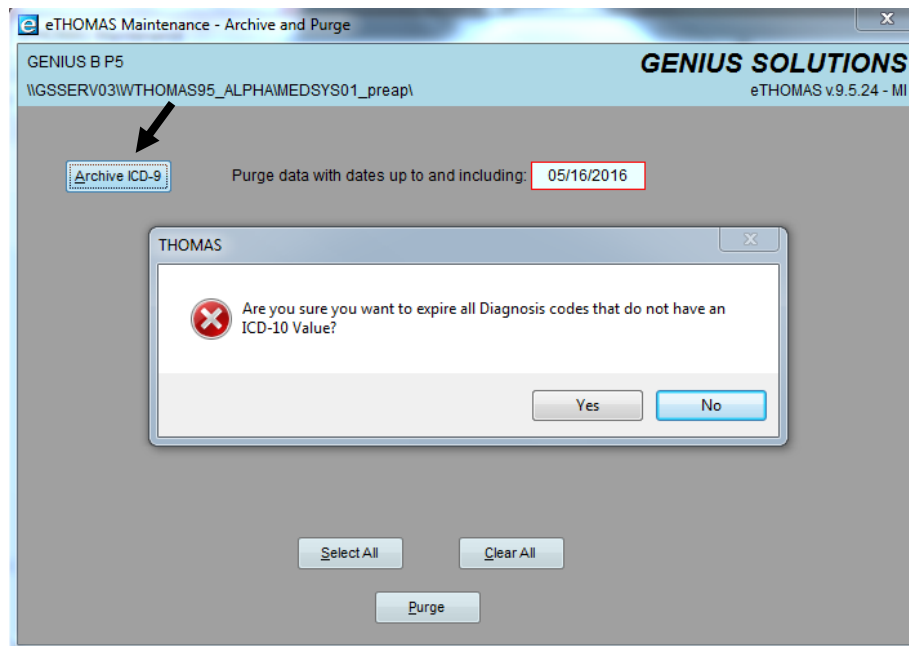 eTHOMAS Maintenance - Archive and Purge
GENIUS B P5
GENIUS SOLUTIONS
\\GSSERV03\WTHOMAS95_ALPHA\MEDSYS01_preap\
eTHOMAS v.9.5.24 - MI
Archive ICD-9
Purge data with dates up to and including: 05/16/2016
THOMAS
Are you sure you want to expire all Diagnosis codes that do not have an
ICD-10 Value?
Yes
No
Select All
Clear All
Purge